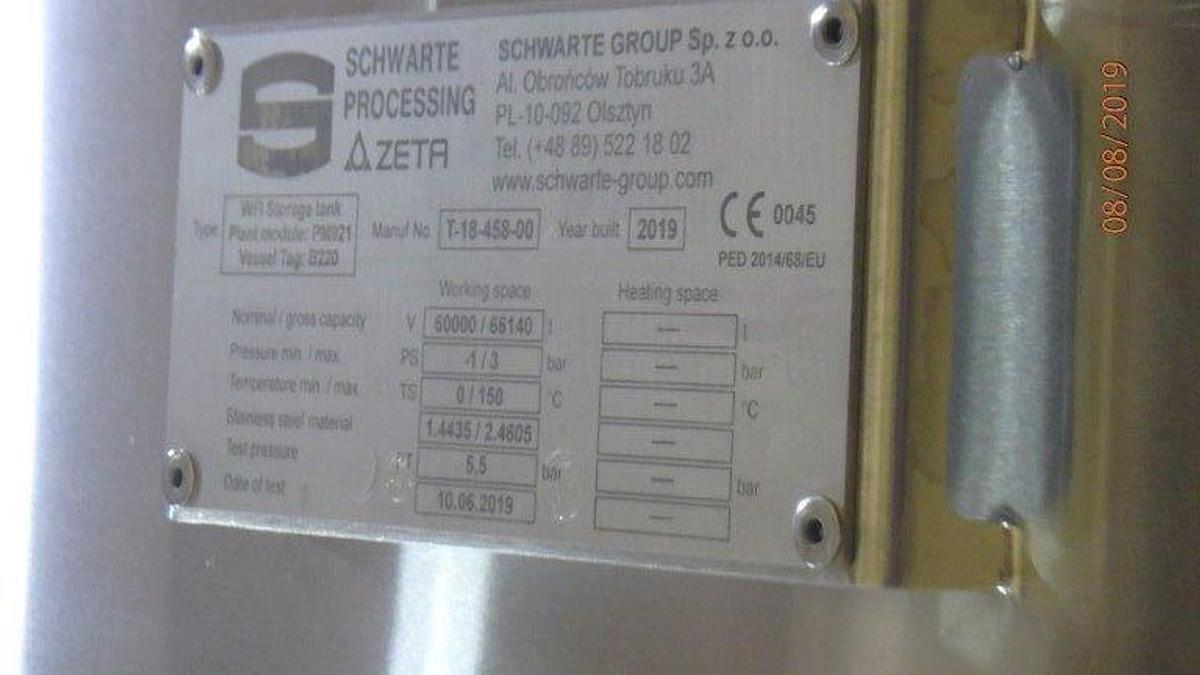 SCHWARTE
PROCESSING
ZETA
SCHWARTE GROUP Sp. z o.o.
Al. Obrońców Tobruku 3A
PL-10-092 Olsztyn
Tel. (+48 89) 522 18 02
www.schwarte-group.com
Type WFI Storage tank
Plant module: PM021
Vessel Tag: B220
Manuf No T-18-458-00 Year built 2019 CE 0045
PED 2014/68/EU
Working space Heating space
Nominal / gross capacity V 60000 / 66140 l --- l
Pressure min. / max. PS -1 / 3 bar --- bar
Temperature min. / max TS 0 / 150 °C --- °C
Stainless steel material 1.4435 / 2.4605 ---
Test pressure PT 5.5 bar --- bar
Date of test 10.06.2019 ---
08/08/2019